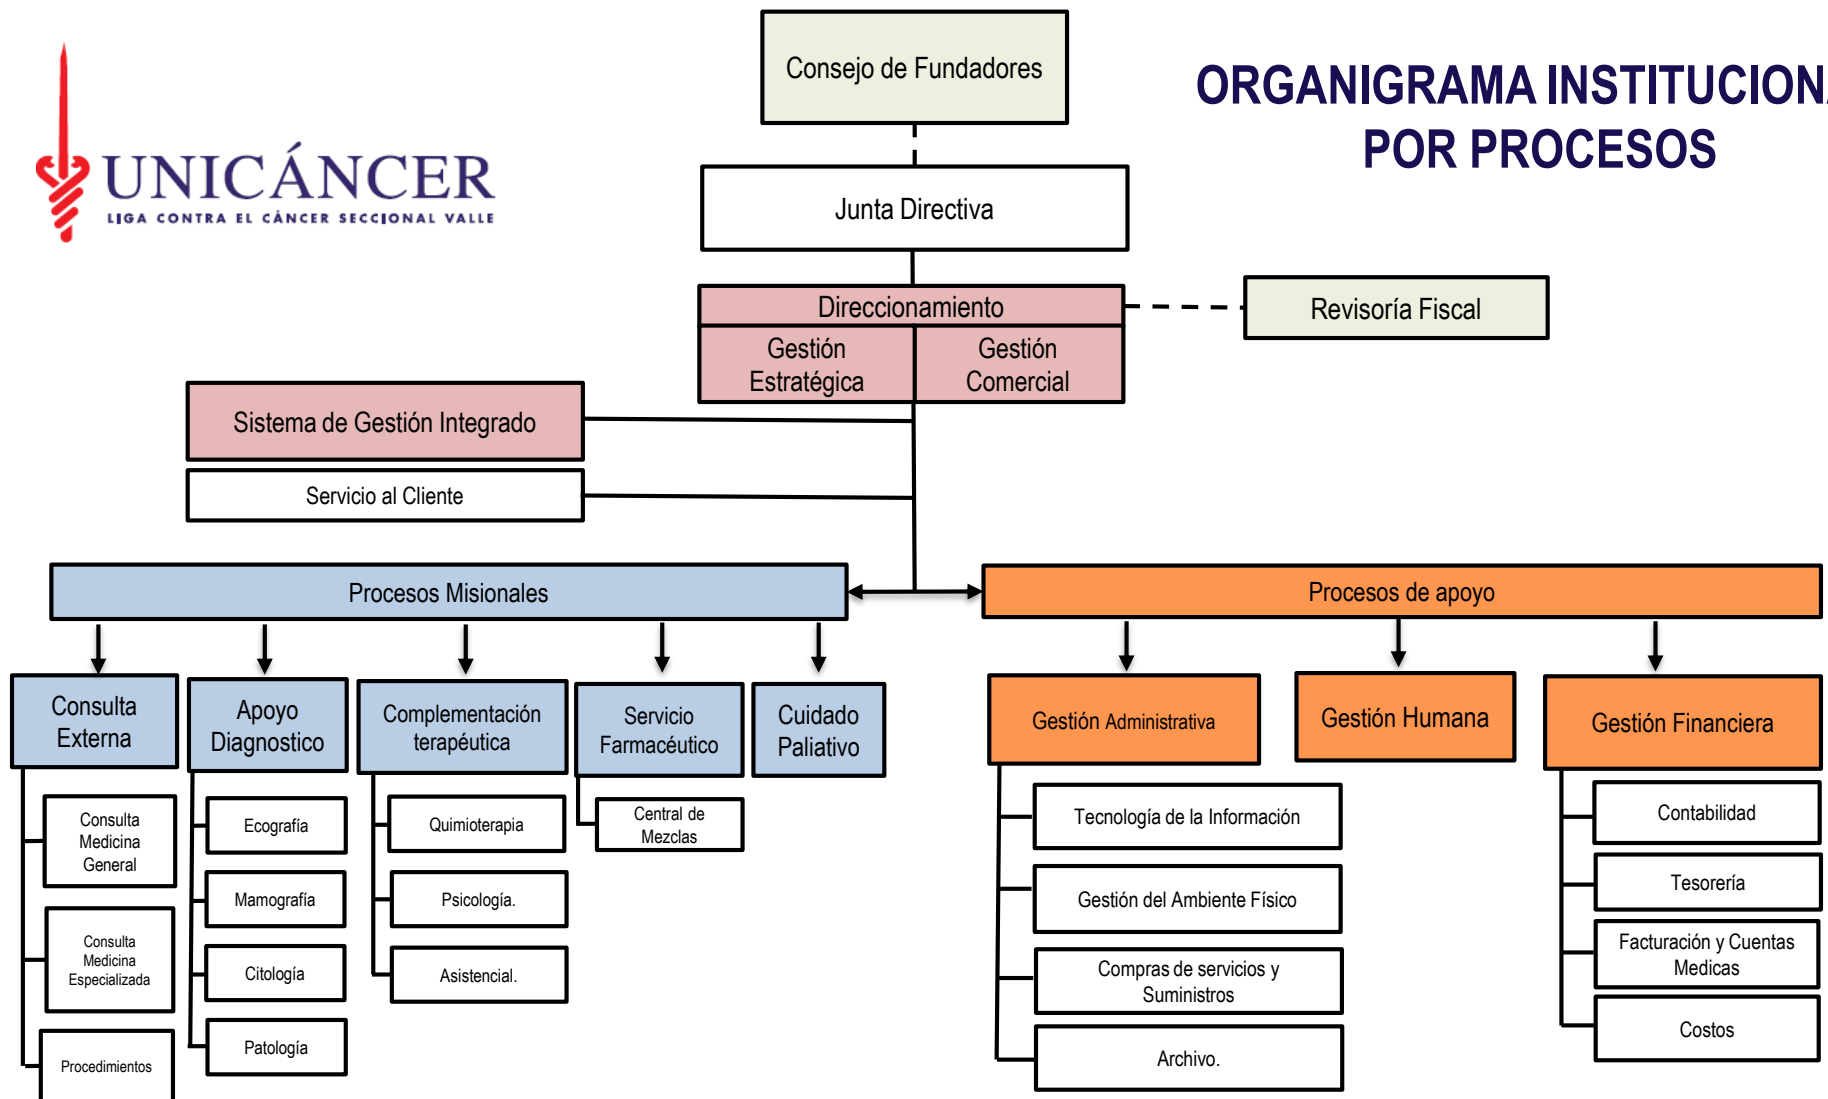 UNICÁNCER
LIGA CONTRA EL CÁNCER SECCIONAL VALLE
ORGANIGRAMA INSTITUCIONA
POR PROCESOS
Consejo de Fundadores
Junta Directiva
Direccionamiento
Gestión
Estratégica
Gestión
Comercial
Revisoría Fiscal
Sistema de Gestión Integrado
Servicio al Cliente
Procesos Misionales
Procesos de apoyo
Consulta
Externa
Apoyo
Diagnostico
Complementación
terapéutica
Servicio
Farmacéutico
Cuidado
Paliativo
Gestión Administrativa
Gestión Humana
Gestión Financiera
Consulta
Medicina
General
Consulta
Medicina
Especializada
Procedimientos
Ecografía
Mamografía
Citología
Patología
Quimioterapia
Psicología.
Asistencial.
Central de
Mezclas
Tecnología de la Información
Gestión del Ambiente Físico
Compras de servicios y
Suministros
Archivo.
Contabilidad
Tesorería
Facturación y Cuentas
Medicas
Costos